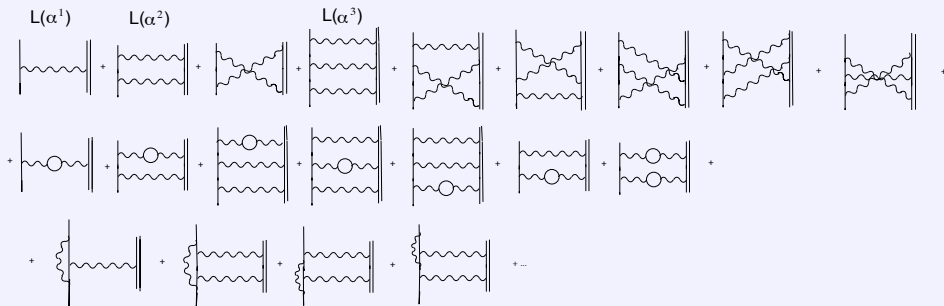 L(α¹) L(α²) L(α³)
+ + + + + + + + +
+ + + + + + + +
+ + + + +...